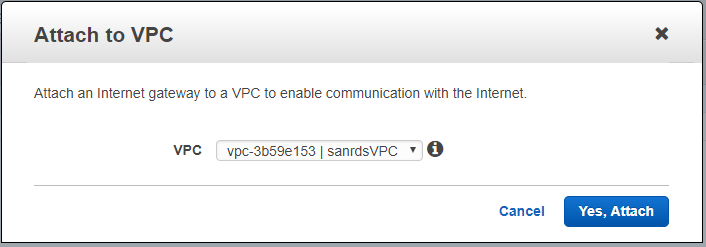 Attach to VPC
Attach an Internet gateway to a VPC to enable communication with the Internet.
VPC vpc-3b59e153 | sanrdsVPC
Cancel Yes, Attach